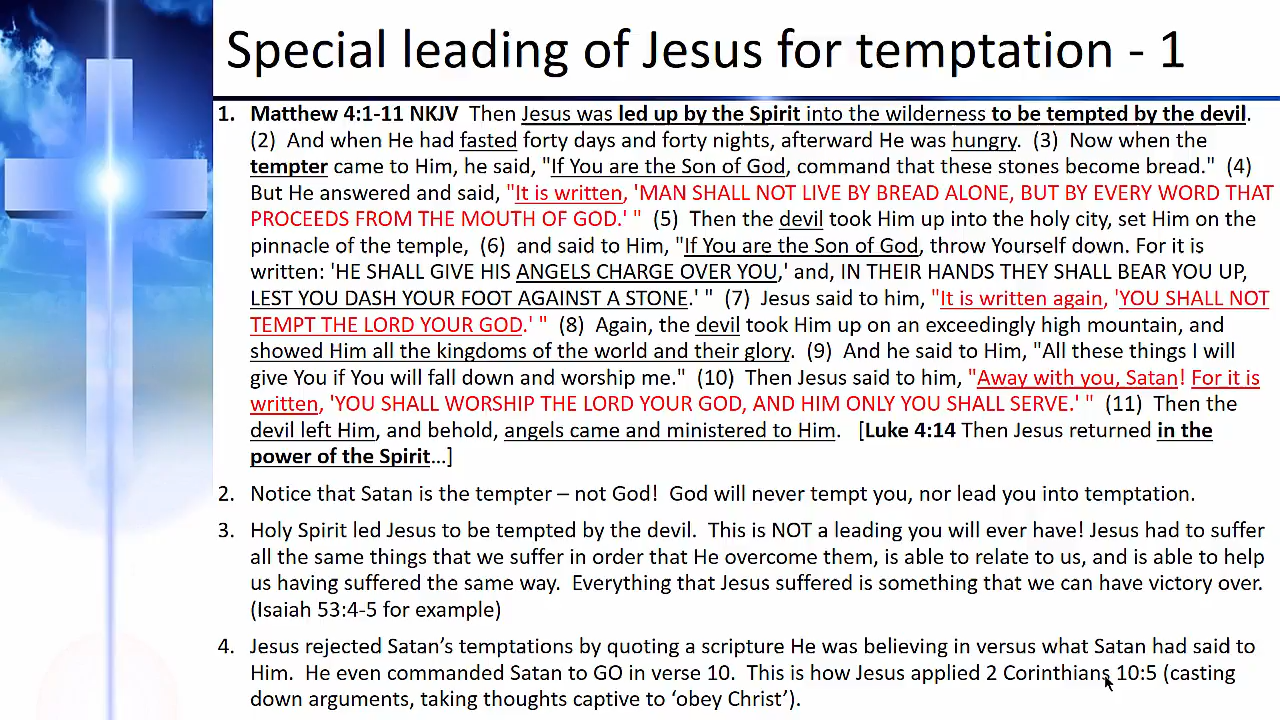 Special leading of Jesus for temptation - 1
1. Matthew 4:1-11 NKJV Then Jesus was led up by the Spirit into the wilderness to be tempted by the devil.
(2) And when He had fasted forty days and forty nights, afterward He was hungry. (3) Now when the
tempter came to Him, he said, "If You are the Son of God, command that these stones become bread." (4)
But He answered and said, "It is written, 'MAN SHALL NOT LIVE BY BREAD ALONE, BUT BY EVERY WORD THAT
PROCEEDS FROM THE MOUTH OF GOD.' " (5) Then the devil took Him up into the holy city, set Him on the
pinnacle of the temple, (6) and said to Him, "If You are the Son of God, throw Yourself down. For it is
written: 'HE SHALL GIVE HIS ANGELS CHARGE OVER YOU,' and, IN THEIR HANDS THEY SHALL BEAR YOU UP,
LEST YOU DASH YOUR FOOT AGAINST A STONE.' " (7) Jesus said to him, "It is written again, 'YOU SHALL NOT
TEMPT THE LORD YOUR GOD.' " (8) Again, the devil took Him up on an exceedingly high mountain, and
showed Him all the kingdoms of the world and their glory. (9) And he said to Him, "All these things I will
give You if You will fall down and worship me." (10) Then Jesus said to him, "Away with you, Satan! For it is
written, 'YOU SHALL WORSHIP THE LORD YOUR GOD, AND HIM ONLY YOU SHALL SERVE.' " (11) Then the
devil left Him, and behold, angels came and ministered to Him. [Luke 4:14 Then Jesus returned in the
power of the Spirit…]
2. Notice that Satan is the tempter – not God! God will never tempt you, nor lead you into temptation.
3. Holy Spirit led Jesus to be tempted by the devil. This is NOT a leading you will ever have! Jesus had to suffer
all the same things that we suffer in order that He overcome them, is able to relate to us, and is able to help
us having suffered the same way. Everything that Jesus suffered is something that we can have victory over.
(Isaiah 53:4-5 for example)
4. Jesus rejected Satan’s temptations by quoting a scripture He was believing in versus what Satan had said to
Him. He even commanded Satan to GO in verse 10. This is how Jesus applied 2 Corinthians 10:5 (casting
down arguments, taking thoughts captive to ‘obey Christ’).